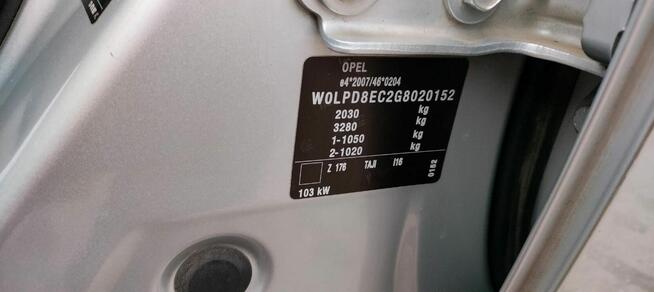 OPEL
e4*2007/46*0204
W0LPD8EC2G8020152
2030 kg
3280 kg
1-1050 kg
2-1020 kg
Z 176 TAJI I16
0152
103 kW